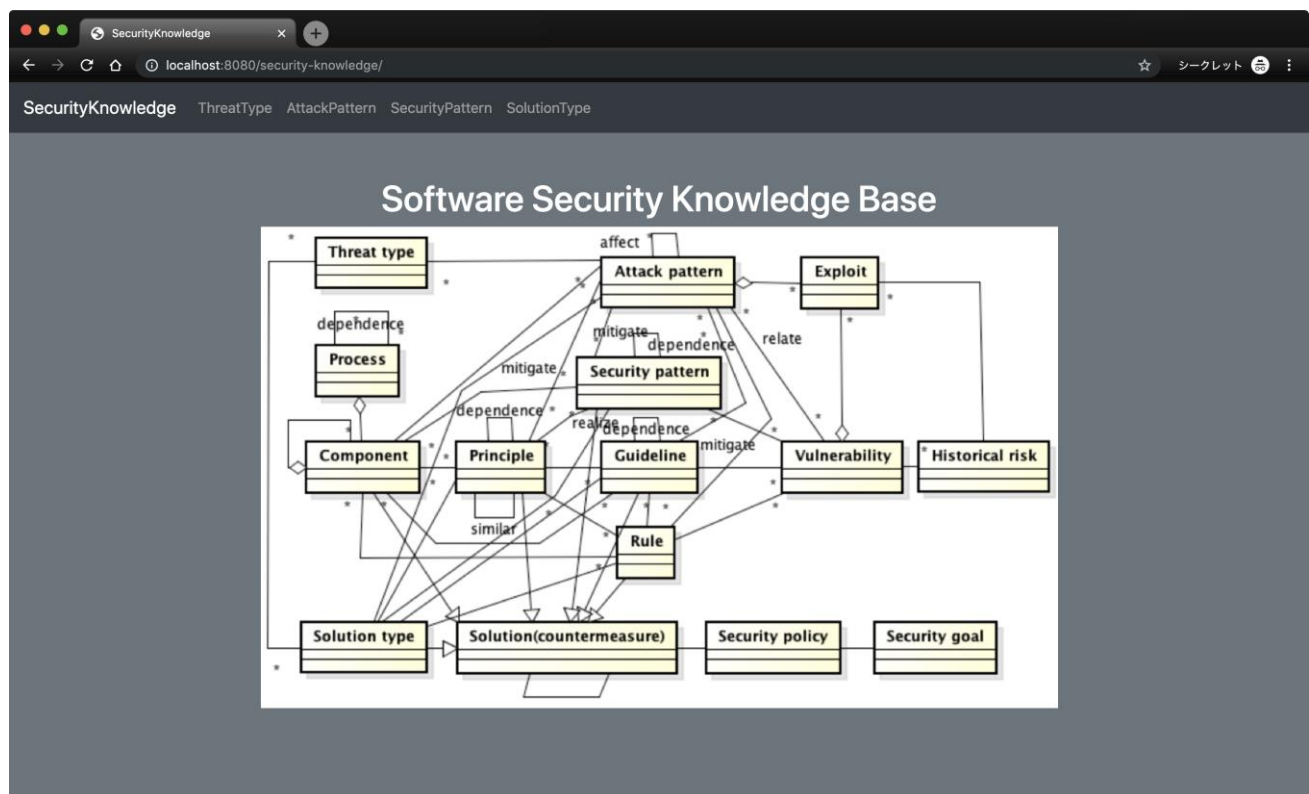 SecurityKnowledge
localhost:8080/security-knowledge/
シークレット
SecurityKnowledge ThreatType AttackPattern SecurityPattern SolutionType
Software Security Knowledge Base
Threat type
affect
Attack pattern
Exploit
dependence
mitigate
dependence
relate
Process
mitigate
Security pattern
dependence
realize
dependence
mitigate
Component
Principle
Guideline
Vulnerability
Historical risk
similar
Rule
Solution type
Solution(countermeasure)
Security policy
Security goal